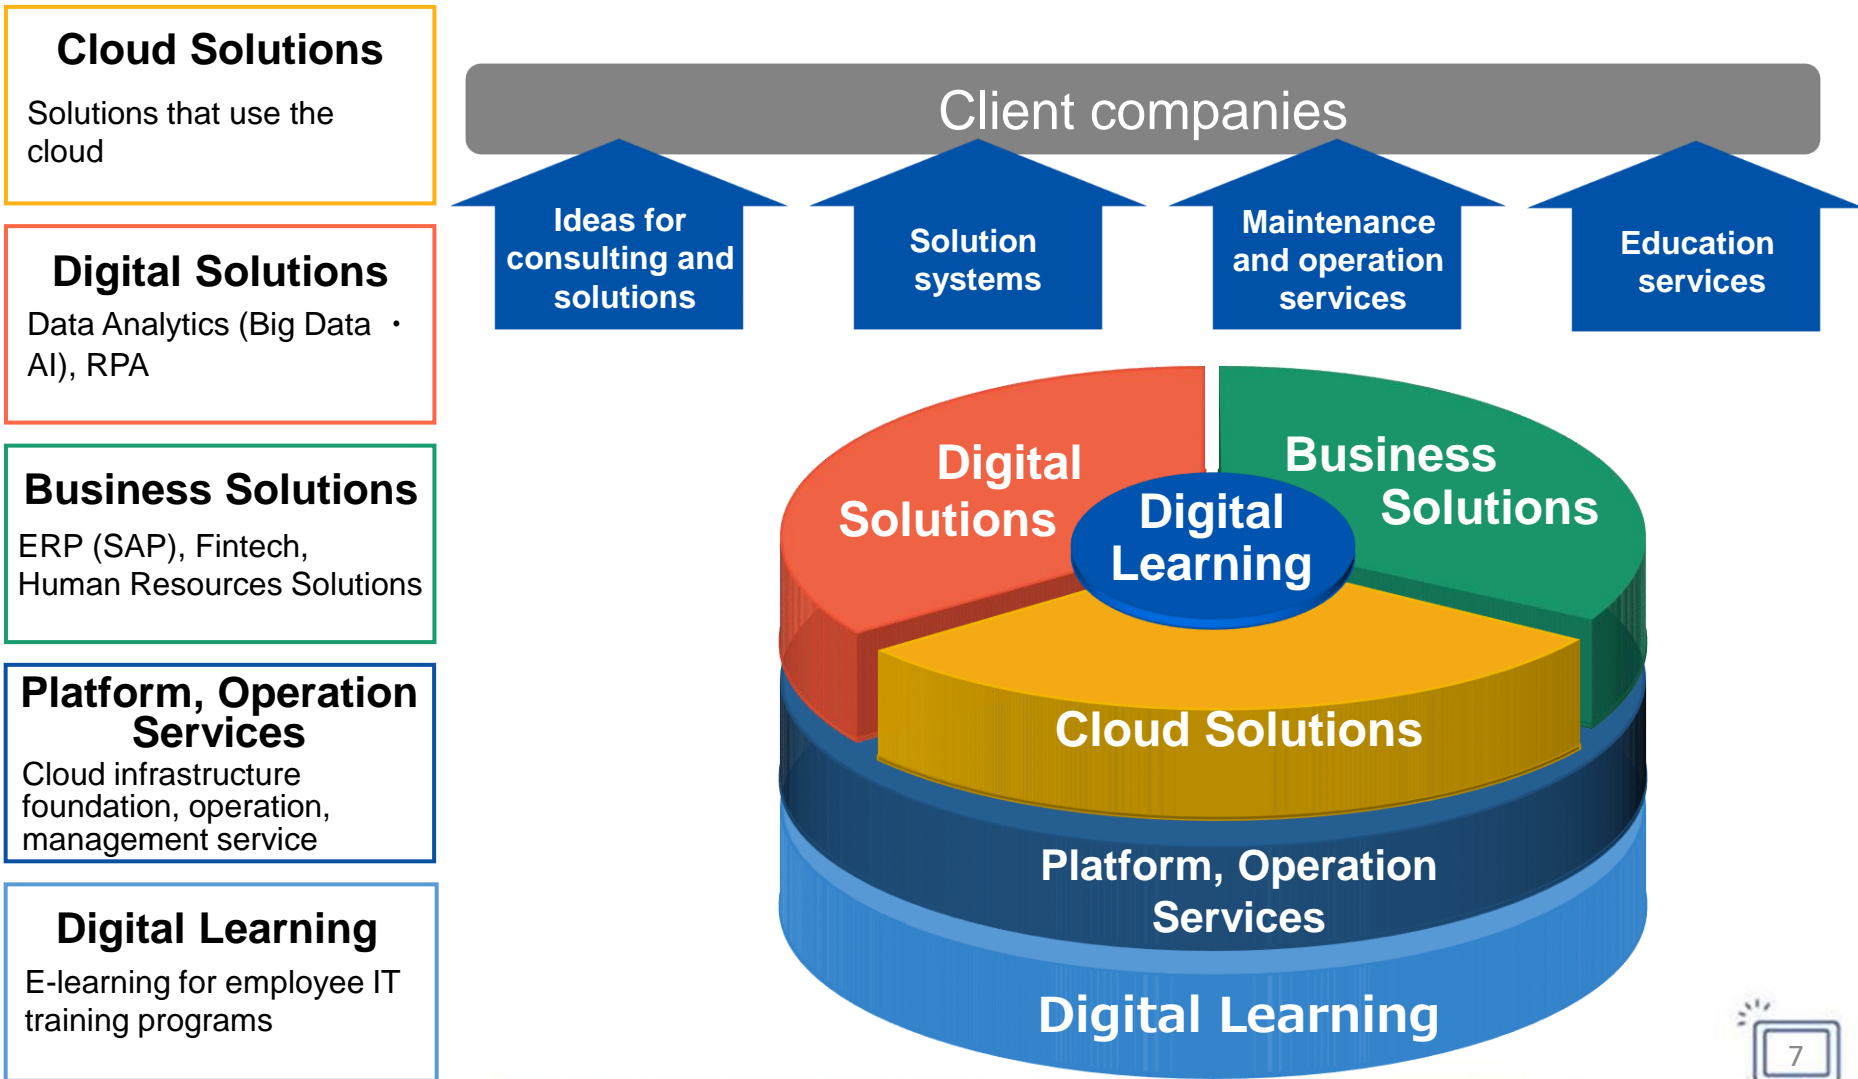 Cloud Solutions
Solutions that use the
cloud
Digital Solutions
Data Analytics (Big Data ・
AI), RPA
Business Solutions
ERP (SAP), Fintech,
Human Resources Solutions
Platform, Operation
Services
Cloud infrastructure
foundation, operation,
management service
Digital Learning
E-learning for employee IT
training programs
Client companies
Ideas for
consulting and
solutions
Solution
systems
Maintenance
and operation
services
Education
services
Digital
Solutions
Business
Solutions
Digital
Learning
Cloud Solutions
Platform, Operation
Services
Digital Learning
7